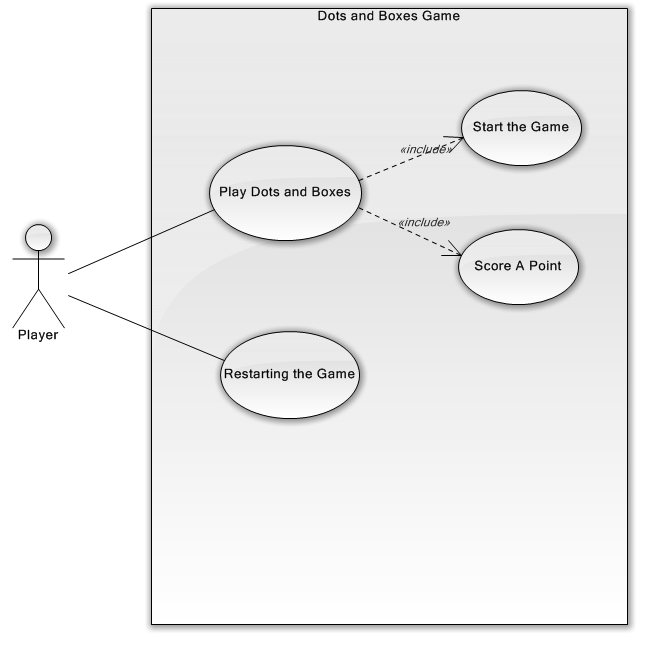 Dots and Boxes Game
Start the Game
«include»
Play Dots and Boxes
«include»
Score A Point
Player
Restarting the Game